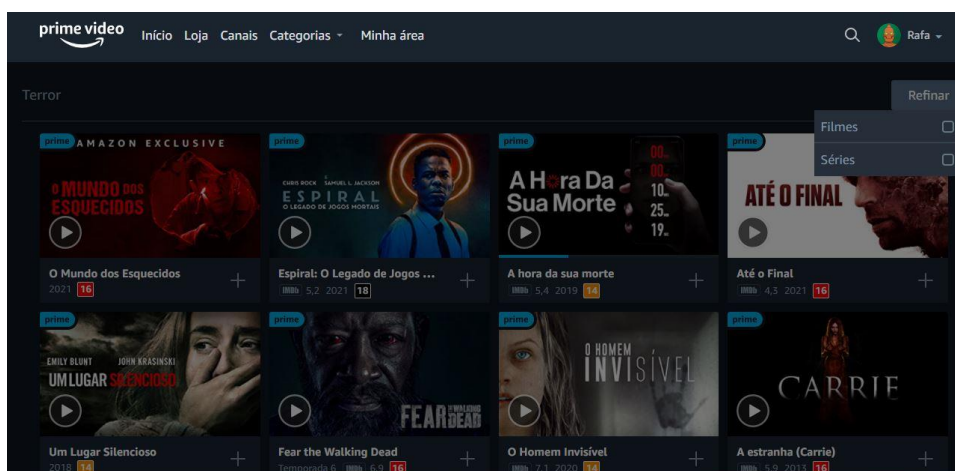 prime video Início Loja Canais Categorias Minha área Rafa
Terror Refinar
Filmes
Séries
prime AMAZON EXCLUSIVE
O MUNDO DOS
ESQUECIDOS
O Mundo dos Esquecidos
2021 16
prime
CHRIS ROCK SAMUEL L. JACKSON
ESPIRAL
O LEGADO DE JOGOS MORTAIS
Espiral: O Legado de Jogos ...
IMDb 5,2 2021 18
prime
A Hora Da
Sua Morte
00
00
10
25
19
A hora da sua morte
IMDb 5,4 2019 14
prime
ATÉ O FINAL
Até o Final
IMDb 4,3 2021 16
prime
EMILY BLUNT JOHN KRASINSKI
UM LUGAR SILENCIOSO
Um Lugar Silencioso
2018 14
prime
FEAR THE WALKING DEAD
Fear the Walking Dead
Temporada 6 IMDb 6,9 16
prime
O HOMEM
INVISÍVEL
O Homem Invisível
IMDb 7,1 2020 14
prime
CARRIE
A estranha (Carrie)
IMDb 5,9 2013 16